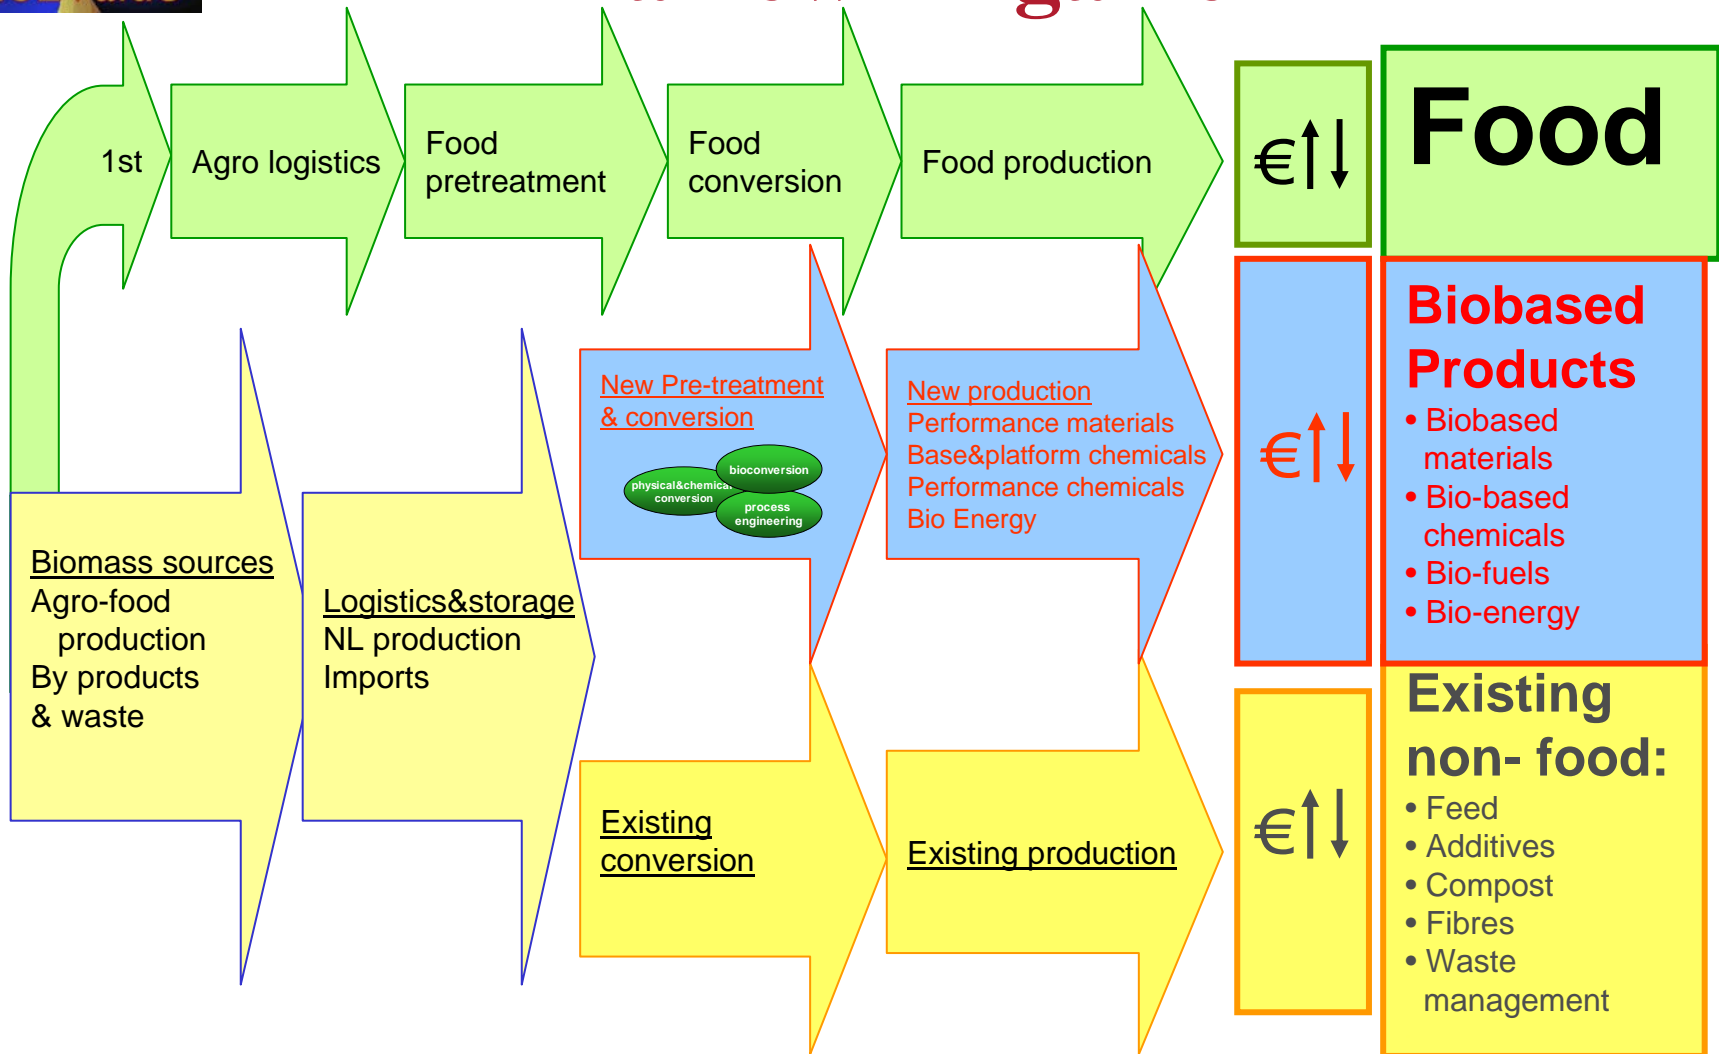 1st
Agro logistics
Food
pretreatment
Food
conversion
Food production
€
Food
New Pre-treatment
& conversion
bioconversion
physical&chemical
conversion
process
engineering
New production
Performance materials
Base&platform chemicals
Performance chemicals
Bio Energy
€
Biobased
Products
• Biobased
materials
• Bio-based
chemicals
• Bio-fuels
• Bio-energy
Biomass sources
Agro-food
production
By products
& waste
Logistics&storage
NL production
Imports
Existing
conversion
Existing production
€
Existing
non- food:
• Feed
• Additives
• Compost
• Fibres
• Waste
management